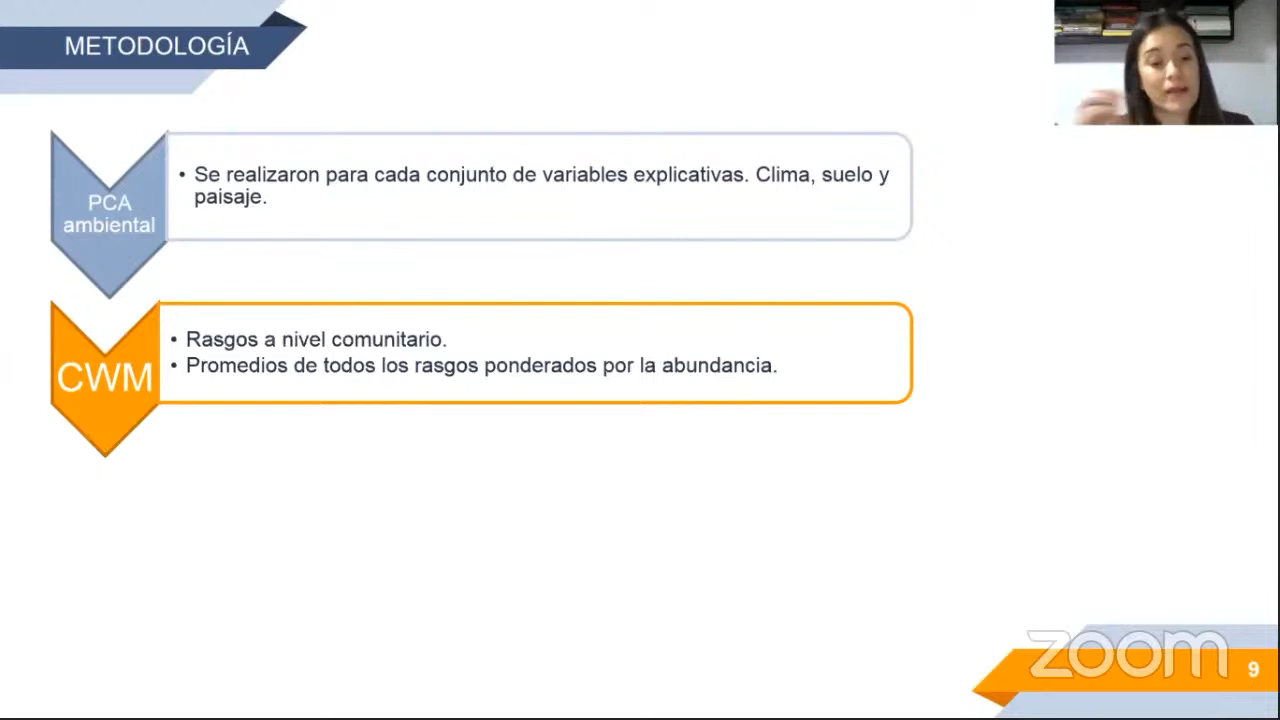 METODOLOGÍA
PCA
ambiental
• Se realizaron para cada conjunto de variables explicativas. Clima, suelo y
paisaje.
CWM
• Rasgos a nivel comunitario.
• Promedios de todos los rasgos ponderados por la abundancia.
zoom
9